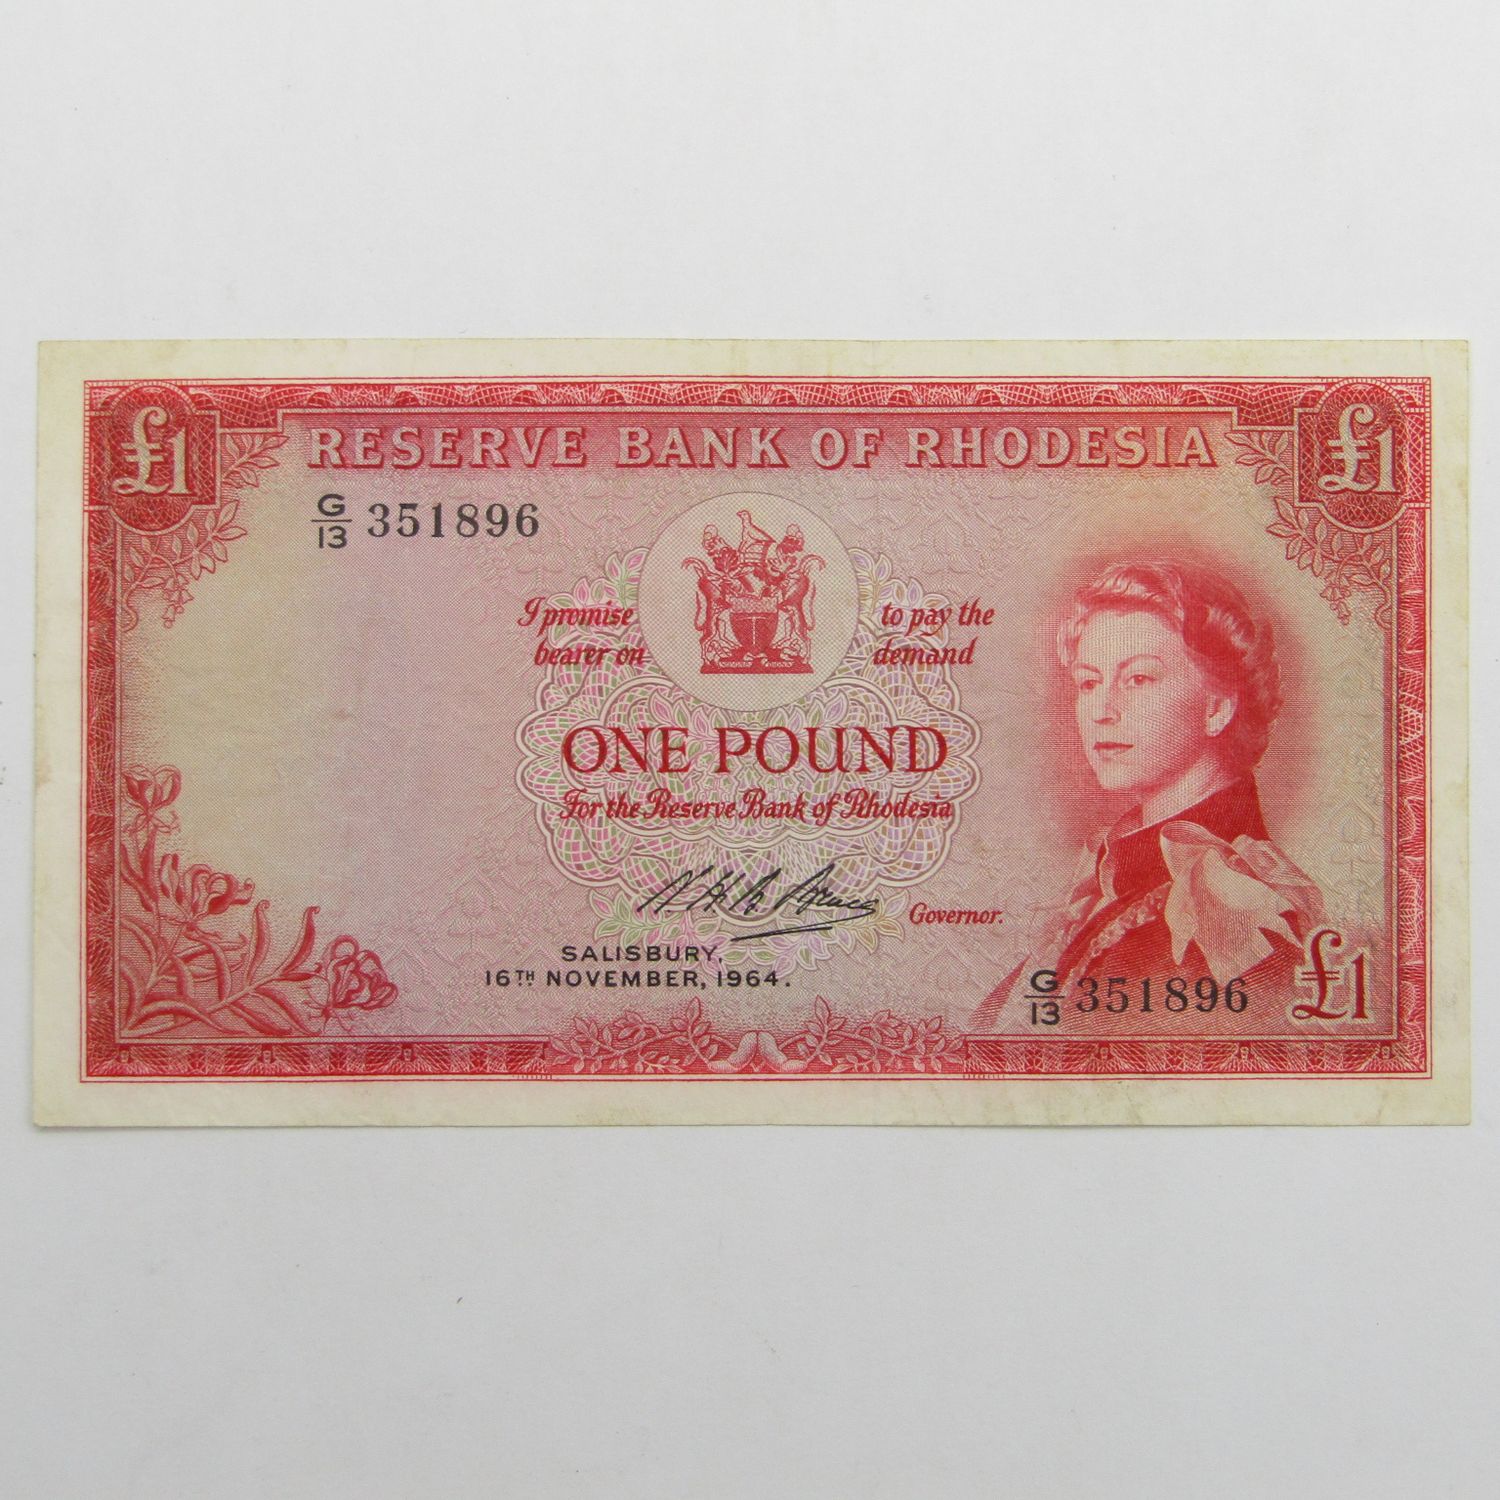 £1
£1
RESERVE BANK OF RHODESIA
G/13 351896
I promise to pay the
bearer on demand
ONE POUND
For the Reserve Bank of Rhodesia
Governor.
SALISBURY,
16TH NOVEMBER, 1964.
G/13 351896
£1